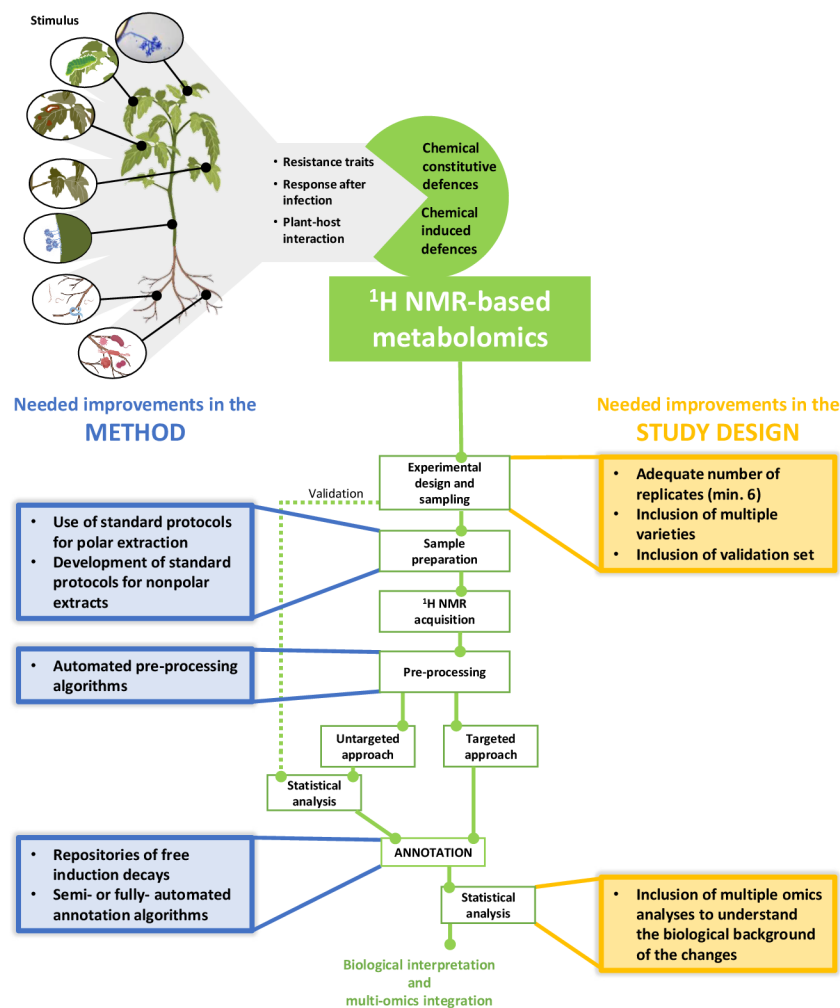 Stimulus
• Resistance traits
• Response after
infection
• Plant-host
interaction
Chemical
constitutive
defences
Chemical
induced
defences
¹H NMR-based
metabolomics
Needed improvements in the
METHOD
Needed improvements in the
STUDY DESIGN
Experimental
design and
sampling
Validation
• Adequate number of
replicates (min. 6)
• Inclusion of multiple
varieties
• Inclusion of validation set
• Use of standard protocols
for polar extraction
• Development of standard
protocols for nonpolar
extracts
Sample
preparation
¹H NMR
acquisition
• Automated pre-processing
algorithms
Pre-processing
Untargeted
approach
Targeted
approach
Statistical
analysis
ANNOTATION
• Repositories of free
induction decays
• Semi- or fully- automated
annotation algorithms
Statistical
analysis
• Inclusion of multiple omics
analyses to understand
the biological background
of the changes
Biological interpretation
and
multi-omics integration